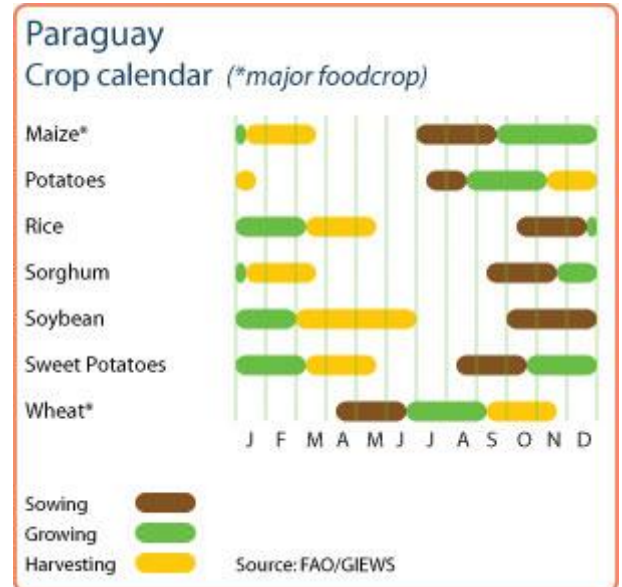 Paraguay
Crop calendar (*major foodcrop)
Maize*
Potatoes
Rice
Sorghum
Soybean
Sweet Potatoes
Wheat*
J F M A M J J A S O N D
Sowing
Growing
Harvesting Source: FAO/GIEWS